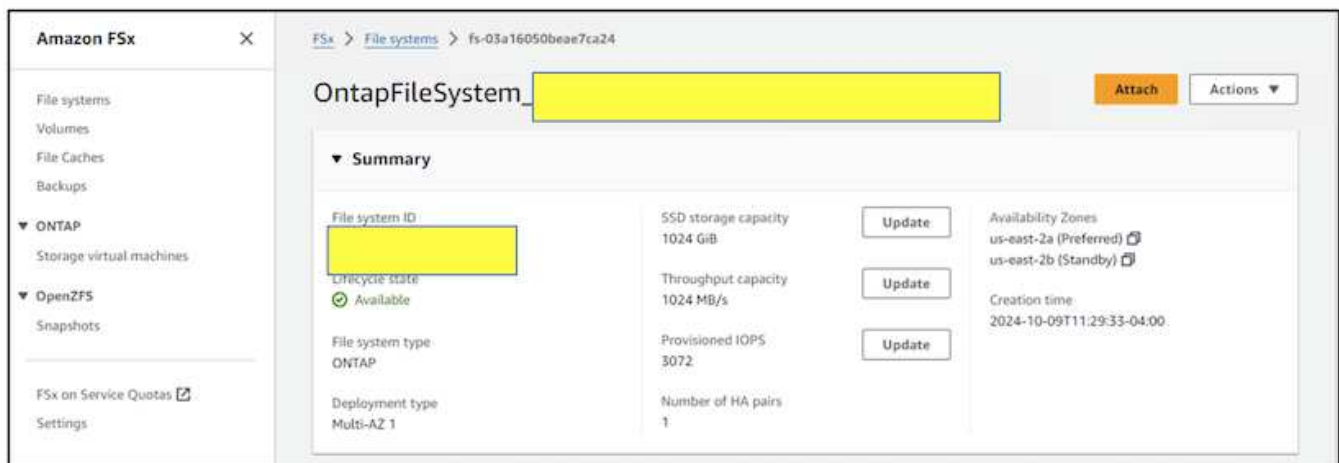 Amazon FSx
FSx > File systems > fs-03a16050beae7ca24
File systems
Volumes
File Caches
Backups
ONTAP
Storage virtual machines
OpenZFS
Snapshots
FSx on Service Quotas
Settings
OntapFileSystem_
Attach
Actions
Summary
File system ID
Lifecycle state
Available
File system type
ONTAP
Deployment type
Multi-AZ 1
SSD storage capacity
1024 GiB
Update
Throughput capacity
1024 MB/s
Update
Provisioned IOPS
3072
Update
Number of HA pairs
1
Availability Zones
us-east-2a (Preferred)
us-east-2b (Standby)
Creation time
2024-10-09T11:29:33-04:00